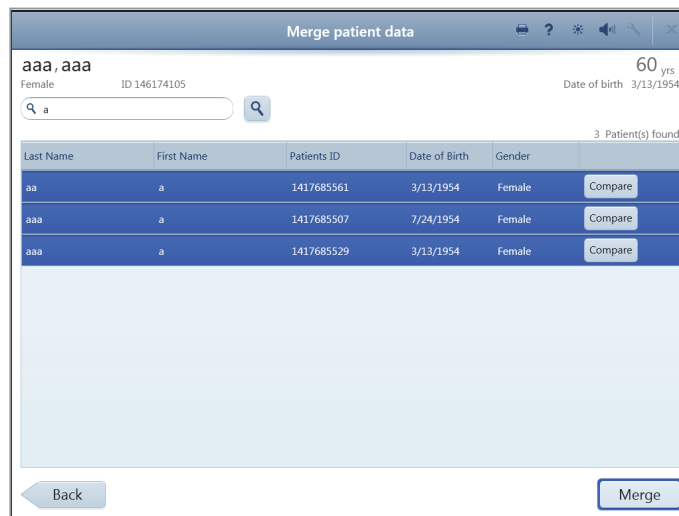 Merge patient data ?
aaa, aaa 60 yrs
Female ID 146174105 Date of birth 3/13/1954
a
3 Patient(s) found
Last Name First Name Patients ID Date of Birth Gender
aa a 1417685561 3/13/1954 Female Compare
aaa a 1417685507 7/24/1954 Female Compare
aaa a 1417685529 3/13/1954 Female Compare
Back Merge